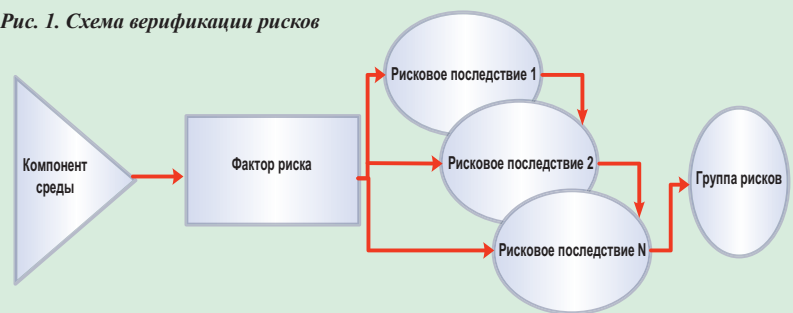 Рис. 1. Схема верификации рисков
Компонент
среды
Фактор риска
Рисковое последствие 1
Рисковое последствие 2
Рисковое последствие N
Группа рисков